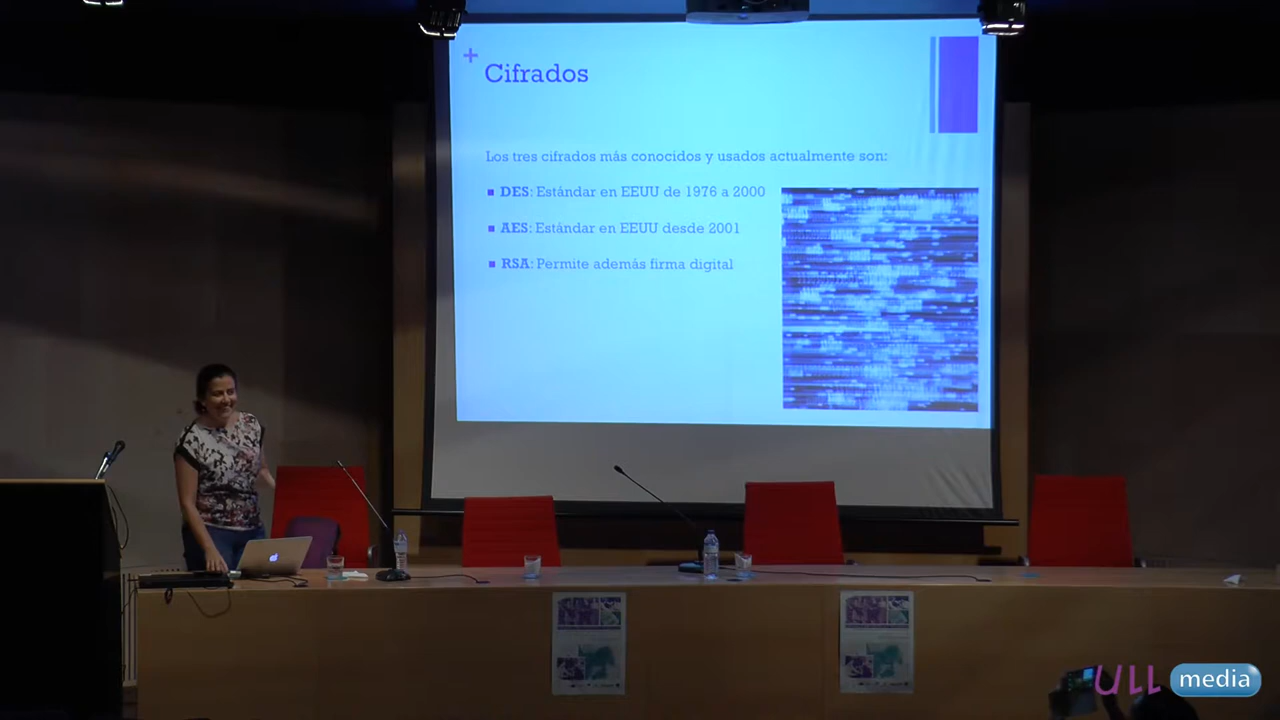 +
Cifrados
Los tres cifrados más conocidos y usados actualmente son:
DES: Estándar en EEUU de 1976 a 2000
AES: Estándar en EEUU desde 2001
RSA: Permite además firma digital
ULL media